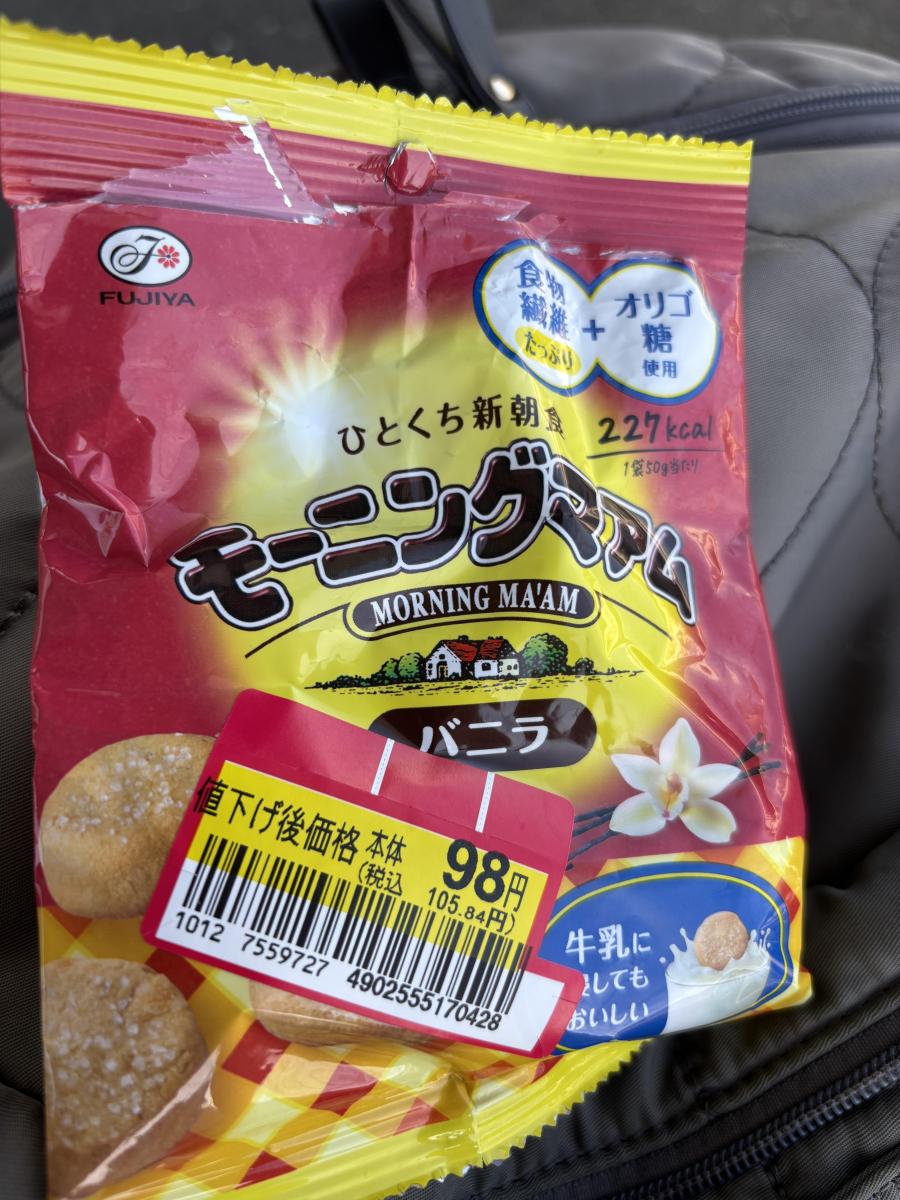 FUJIYA
食物
繊維
たっぷり
+
オリゴ
糖
使用
ひとくち新朝食
227kcal
1袋50g当たり
モーニングマアム
MORNING MA'AM
バニラ
値下げ後価格 本体 98円
(税込 105.84円)
1012 7559727 4902555170428
牛乳に
しても
おいしい